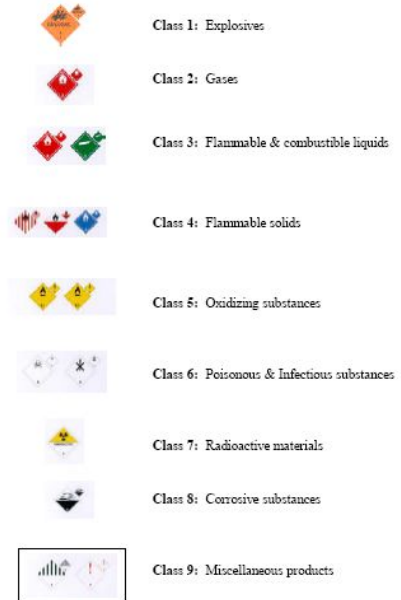 Class 1: Explosives
Class 2: Gases
Class 3: Flammable & combustible liquids
Class 4: Flammable solids
Class 5: Oxidizing substances
Class 6: Poisonous & Infectious substances
Class 7: Radioactive materials
Class 8: Corrosive substances
Class 9: Miscellaneous products